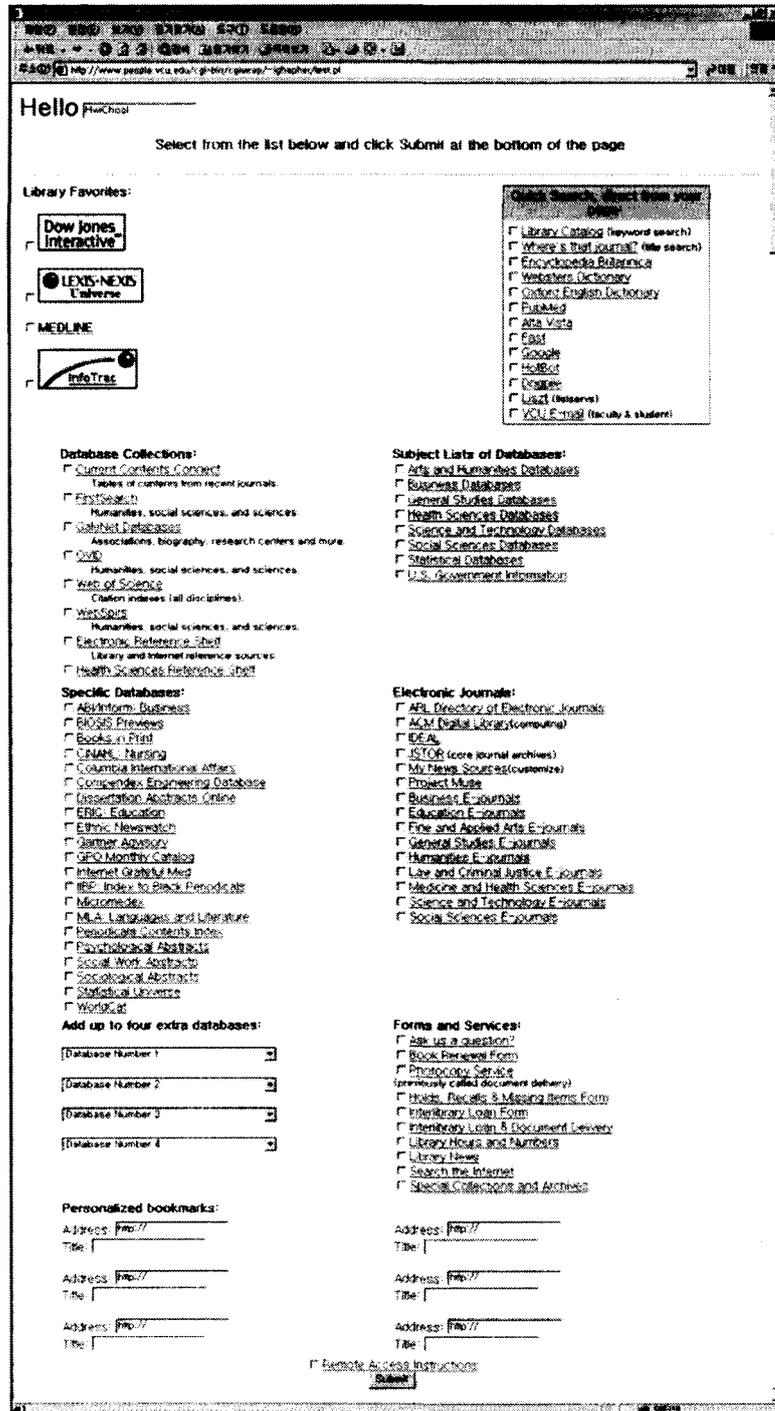 http://www.people.vcu.edu/cgi-bin/cgiwrap/~ighapher/test.pl
Hello HwiChool
Select from the list below and click Submit at the bottom of the page
Library Favorites:
Dow Jones
Interactive
LEXIS·NEXIS
Universe
MEDLINE
InfoTrac
Quick Search, direct from your
page!
Library Catalog (keyword search)
Where's that journal? (title search)
Encyclopedia Britannica
Websters Dictionary
Oxford English Dictionary
PubMed
Alta Vista
Fast
Google
HotBot
Dogpile
Liszt (listservs)
VCU E-mail (faculty & student)
Database Collections:
Current Contents Connect
Tables of contents from recent journals.
FirstSearch
Humanities, social sciences, and sciences.
GaleNet Databases
Associations, biography, research centers and more.
OVID
Humanities, social sciences, and sciences.
Web of Science
Citation indexes (all disciplines).
WebSpirs
Humanities, social sciences, and sciences.
Electronic Reference Shelf
Library and Internet reference sources.
Health Sciences Reference Shelf
Subject Lists of Databases:
Arts and Humanities Databases
Business Databases
General Studies Databases
Health Sciences Databases
Science and Technology Databases
Social Sciences Databases
Statistical Databases
U.S. Government Information
Specific Databases:
ABI/Inform: Business
BIOSIS Previews
Books in Print
CINAHL: Nursing
Columbia International Affairs
Compendex Engineering Database
Dissertation Abstracts Online
ERIC: Education
Ethnic Newswatch
Gartner Advisory
GPO Monthly Catalog
Internet Grateful Med
IIBP: Index to Black Periodicals
Micromedex
MLA: Languages and Literature
Periodicals Contents Index
Psychological Abstracts
Social Work Abstracts
Sociological Abstracts
Statistical Universe
WorldCat
Electronic Journals:
ARL Directory of Electronic Journals
ACM Digital Library(computing)
IDEAL
JSTOR (core journal archives)
My News Sources(customize)
Project Muse
Business E-journals
Education E-journals
Fine and Applied Arts E-journals
General Studies E-journals
Humanities E-journals
Law and Criminal Justice E-journals
Medicine and Health Sciences E-journals
Science and Technology E-journals
Social Sciences E-journals
Add up to four extra databases:
Database Number 1
Database Number 2
Database Number 3
Database Number 4
Forms and Services:
Ask us a question?
Book Renewal Form
Photocopy Service
(previously called document delivery)
Holds, Recalls & Missing Items Form
Interlibrary Loan Form
Interlibrary Loan & Document Delivery
Library Hours and Numbers
Library News
Search the Internet
Special Collections and Archives
Personalized bookmarks:
Address: http://
Title:
Address: http://
Title:
Address: http://
Title:
Address: http://
Title:
Address: http://
Title:
Address: http://
Title:
Remote Access Instructions
Submit